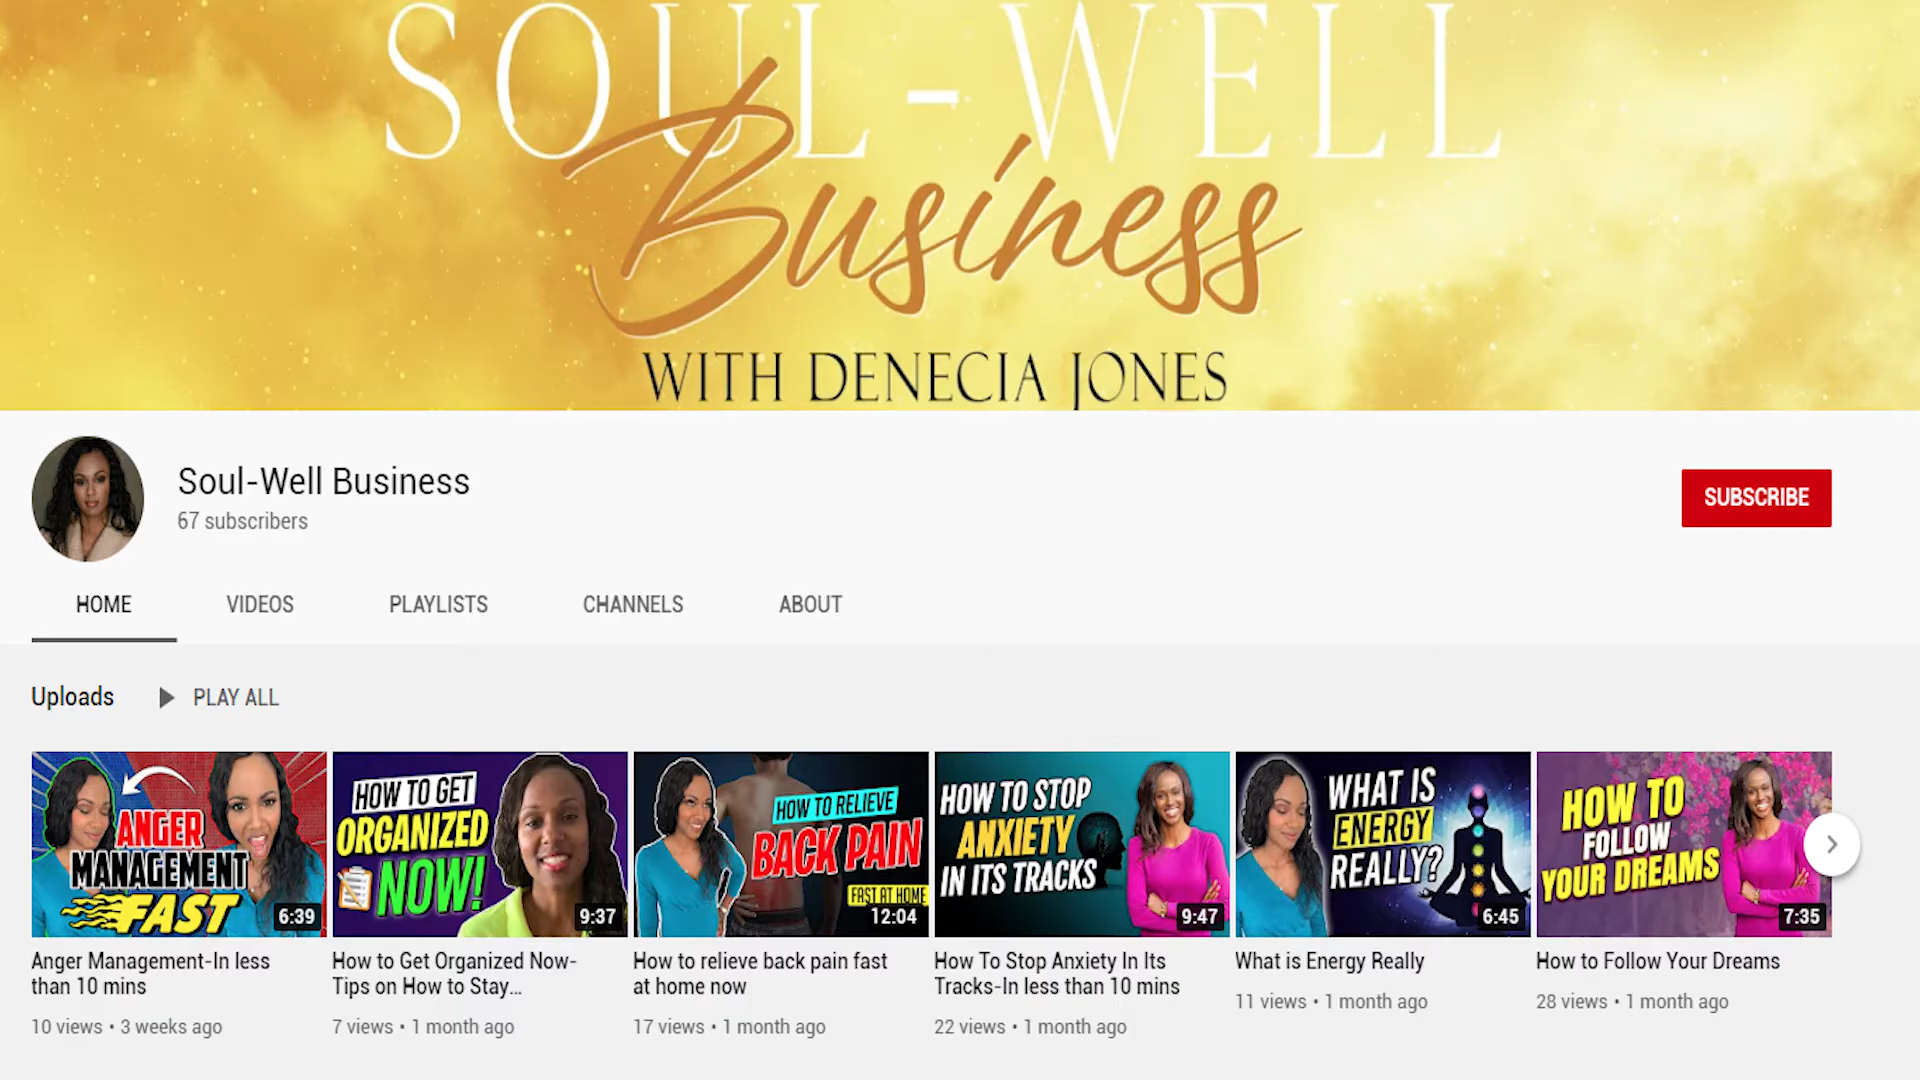 SOUL-WELL
Business
WITH DENECIA JONES
Soul-Well Business
67 subscribers
SUBSCRIBE
HOME
VIDEOS
PLAYLISTS
CHANNELS
ABOUT
Uploads
PLAY ALL
ANGER
MANAGEMENT
FAST
6:39
HOW TO GET
ORGANIZED
NOW!
9:37
HOW TO RELIEVE
BACK PAIN
FAST AT HOME
12:04
HOW TO STOP
ANXIETY
IN ITS TRACKS
9:47
WHAT IS
ENERGY
REALLY?
6:45
HOW TO
FOLLOW
YOUR DREAMS
7:35
Anger Management-In less
than 10 mins
10 views • 3 weeks ago
How to Get Organized Now-
Tips on How to Stay...
7 views • 1 month ago
How to relieve back pain fast
at home now
17 views • 1 month ago
How To Stop Anxiety In Its
Tracks-In less than 10 mins
22 views • 1 month ago
What is Energy Really
11 views • 1 month ago
How to Follow Your Dreams
28 views • 1 month ago